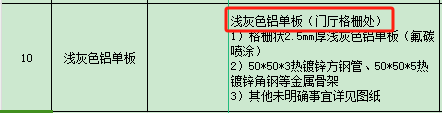 浅灰色铝单板（门厅格栅处）
10 浅灰色铝单板
1）格栅状2.5mm厚浅灰色铝单板（氟碳
喷涂）
2）50*50*3热镀锌方钢管、50*50*5热
镀锌角钢等金属骨架
3）其他未明确事宜详见图纸